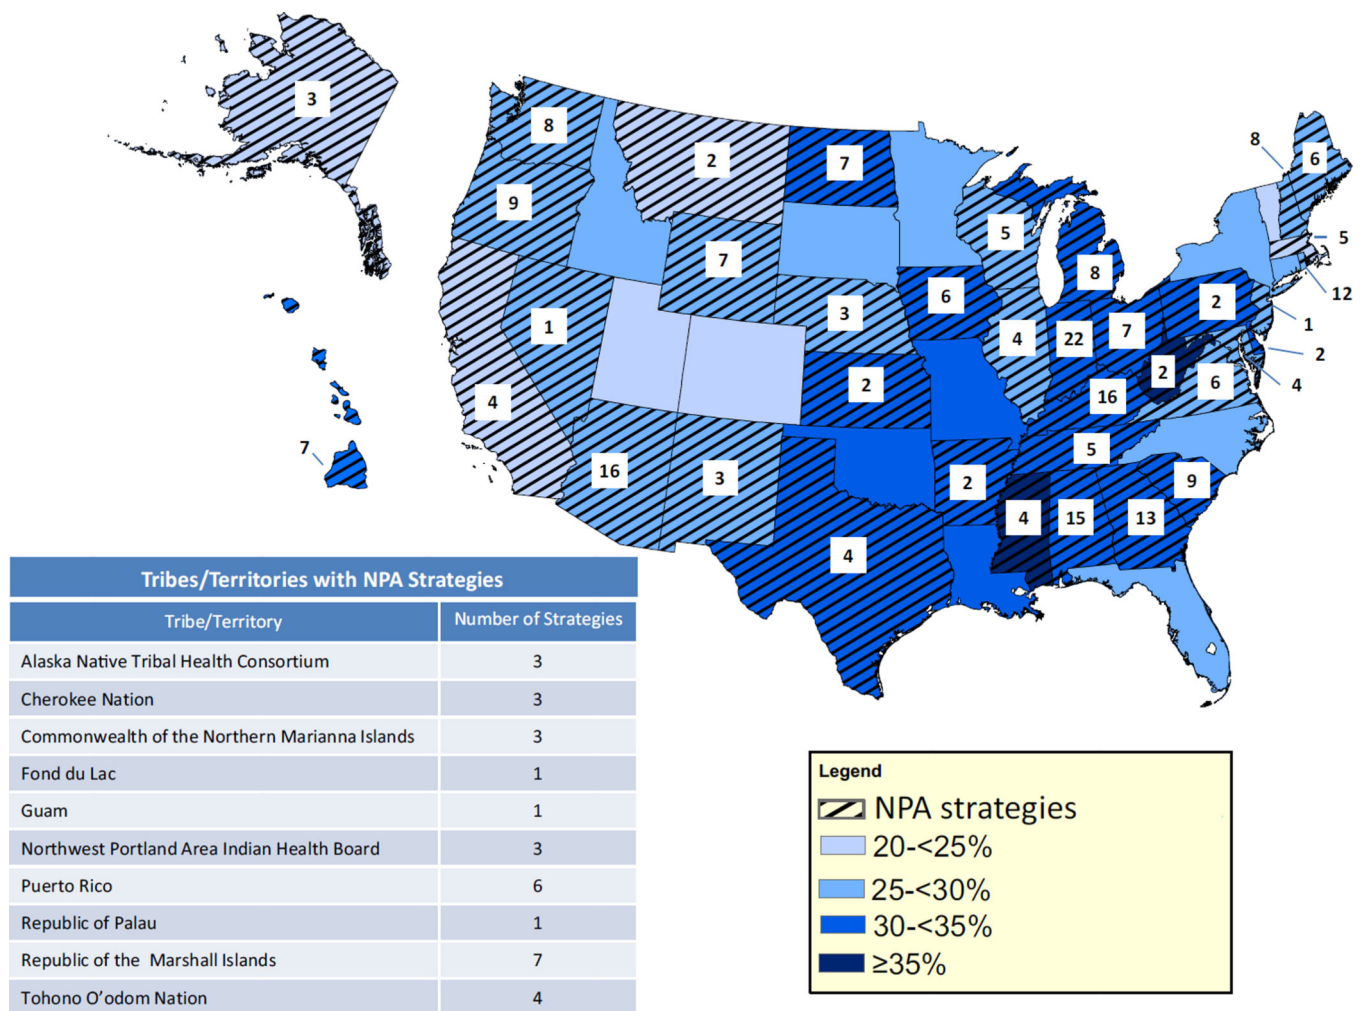 3
8
2
7
8
6
9
5
5
7
8
6
3
2
12
1
4
22
7
1
2
2
2
6
4
4
16
7
16
3
5
2
9
4
15
13
4
Tribes/Territories with NPA Strategies
Tribe/Territory Number of Strategies
Alaska Native Tribal Health Consortium 3
Cherokee Nation 3
Commonwealth of the Northern Marianna Islands 3
Fond du Lac 1
Guam 1
Northwest Portland Area Indian Health Board 3
Puerto Rico 6
Republic of Palau 1
Republic of the Marshall Islands 7
Tohono O’odom Nation 4
Legend
NPA strategies
20-<25%
25-<30%
30-<35%
≥35%